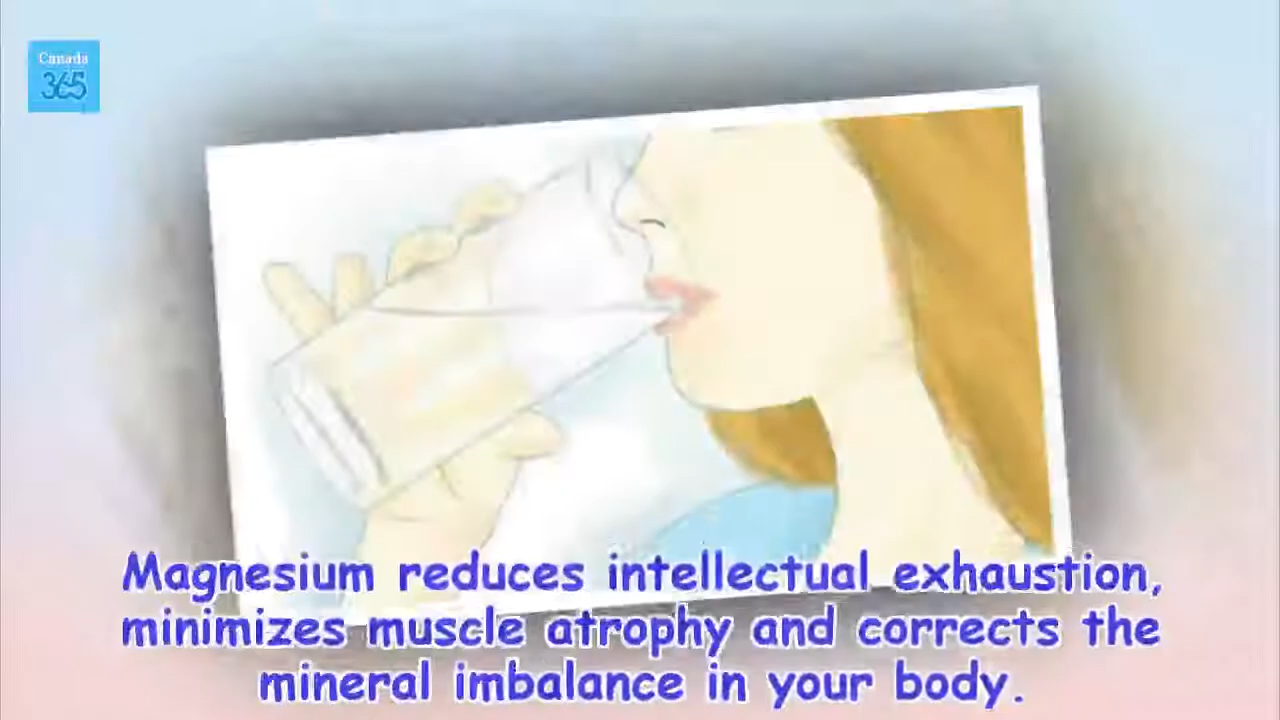 Canada
365
Magnesium reduces intellectual exhaustion,
minimizes muscle atrophy and corrects the
mineral imbalance in your body.